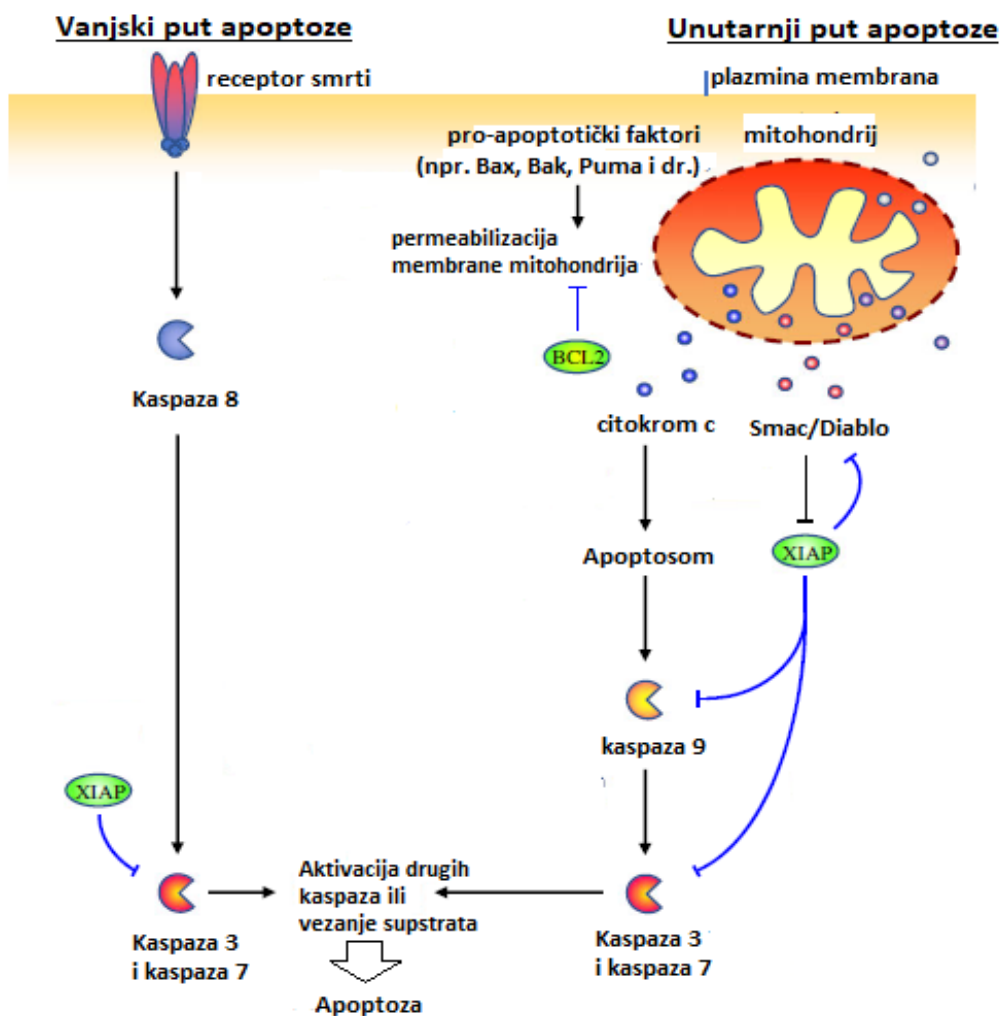 Vanjski put apoptoze
Unutarnji put apoptoze
receptor smrti
plazmina membrana
pro-apoptotički faktori
(npr. Bax, Bak, Puma i dr.)
mitohondrij
permeabilizacija
membrane mitohondrija
BCL2
Kaspaza 8
citokrom c
Smac/Diablo
Apoptosom
XIAP
kaspaza 9
XIAP
Aktivacija drugih
kaspaza ili
vezanje supstrata
Kaspaza 3
i kaspaza 7
Kaspaza 3
i kaspaza 7
Apoptoza